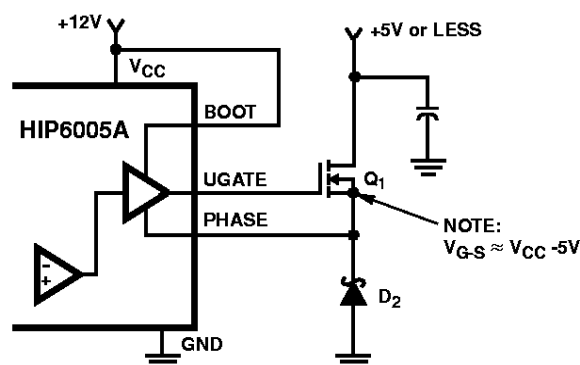 +12V
+5V or LESS
VCC
BOOT
HIP6005A
UGATE
Q1
PHASE
NOTE:
VG-S ≈ VCC -5V
-
+
D2
GND